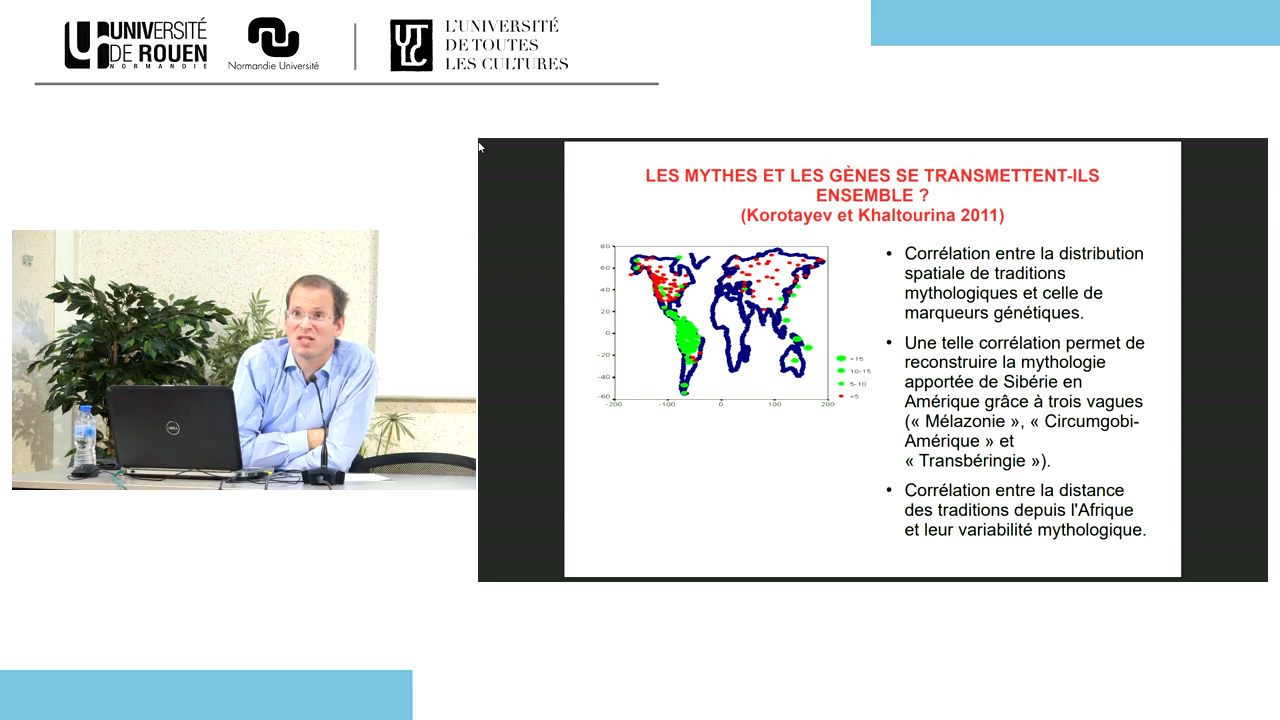 UNIVERSITÉ
DE ROUEN
NORMANDIE
Normandie Université
UTLC
L'UNIVERSITÉ
DE TOUTES
LES CULTURES
LES MYTHES ET LES GÈNES SE TRANSMETTENT-ILS
ENSEMBLE ?
(Korotayev et Khaltourina 2011)
80
60
40
20
0
-20
-40
-60
-200
-100
0
100
200
>15
10-15
5-10
<5
• Corrélation entre la distribution
spatiale de traditions
mythologiques et celle de
marqueurs génétiques.
• Une telle corrélation permet de
reconstruire la mythologie
apportée de Sibérie en
Amérique grâce à trois vagues
(« Mélazonie », « Circumgobi-
Amérique » et
« Transbéringie »).
• Corrélation entre la distance
des traditions depuis l'Afrique
et leur variabilité mythologique.
DELL